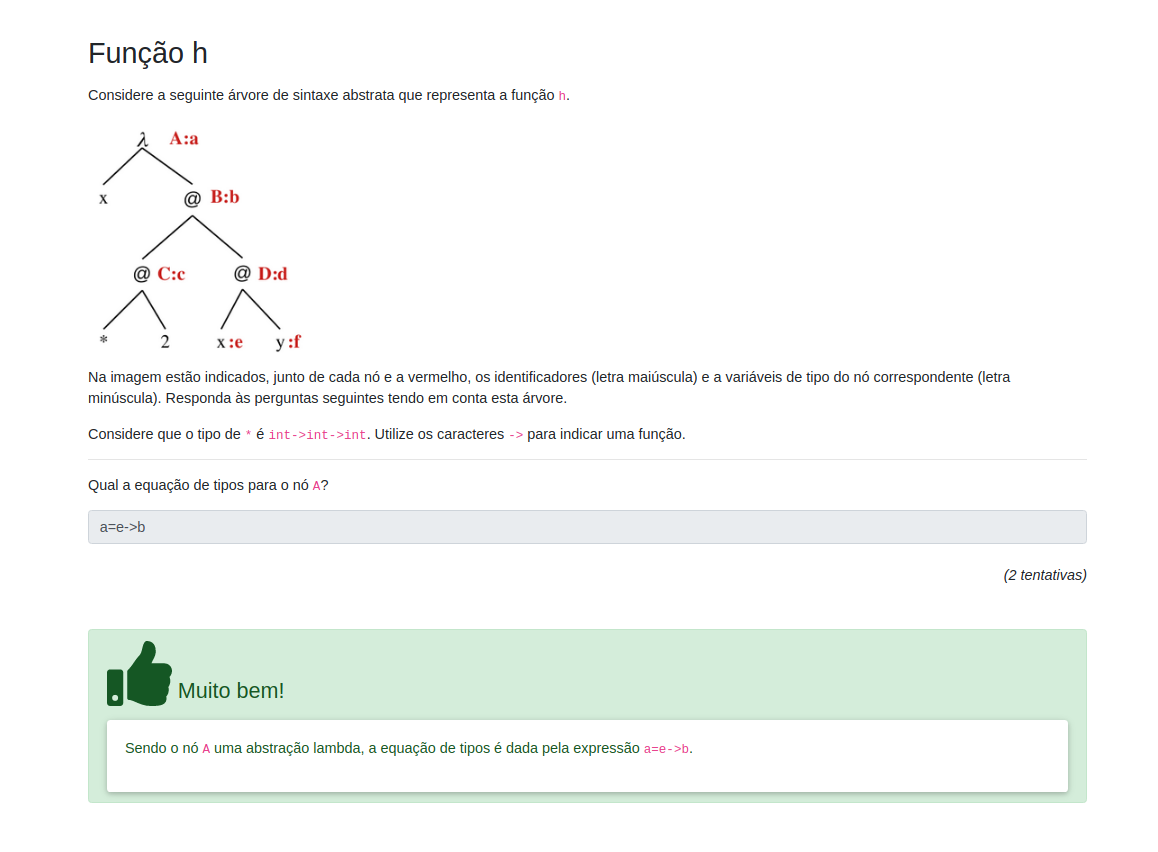 Função h
Considere a seguinte árvore de sintaxe abstrata que representa a função h.
λ A:a
x @ B:b
@ C:c @ D:d
* 2 x :e y :f
Na imagem estão indicados, junto de cada nó e a vermelho, os identificadores (letra maiúscula) e a variáveis de tipo do nó correspondente (letra
minúscula). Responda às perguntas seguintes tendo em conta esta árvore.
Considere que o tipo de * é int->int->int. Utilize os caracteres -> para indicar uma função.
Qual a equação de tipos para o nó A?
a=e->b
(2 tentativas)
Muito bem!
Sendo o nó A uma abstração lambda, a equação de tipos é dada pela expressão a=e->b.